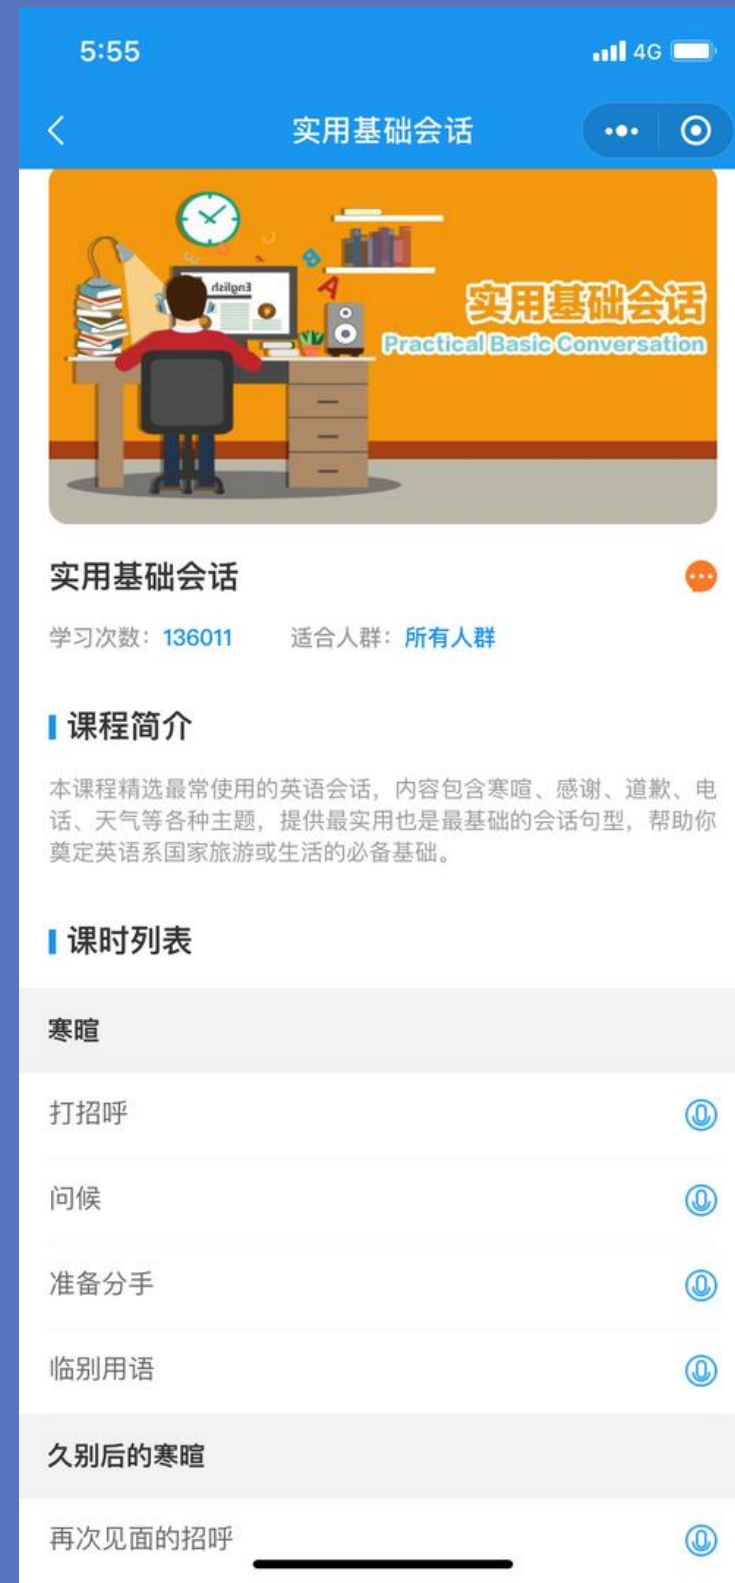 5:55
4G
实用基础会话
English
A
B
实用基础会话
Practical Basic Conversation
实用基础会话
学习次数：136011 适合人群：所有人群
课程简介
本课程精选最常使用的英语会话，内容包含寒喧、感谢、道歉、电
话、天气等各种主题，提供最实用也是最基础的会话句型，帮助你
奠定英语系国家旅游或生活的必备基础。
课时列表
寒暄
打招呼
问候
准备分手
临别用语
久别后的寒暄
再次见面的招呼